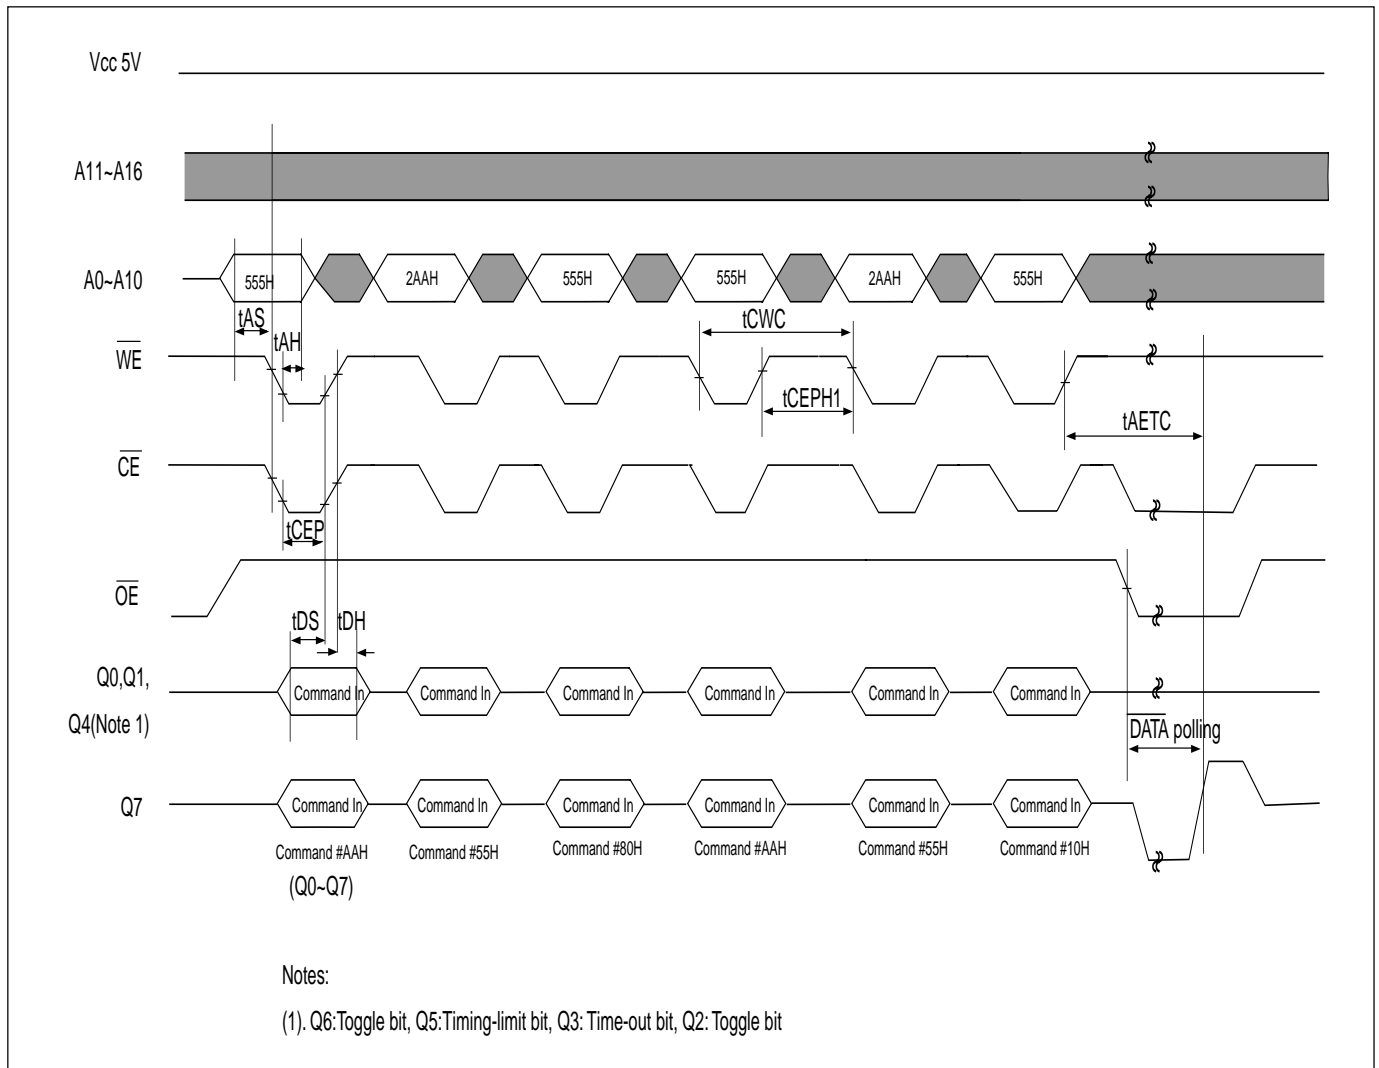 Vcc 5V
A11~A16
A0~A10
555H 2AAH 555H 555H 2AAH 555H
tAS
tAH
tCWC
WE
tCEPH1
tAETC
CE
tCEP
OE
tDS tDH
Q0,Q1,
Q4(Note 1)
Command In Command In Command In Command In Command In Command In
DATA polling
Q7
Command In Command In Command In Command In Command In Command In
Command #AAH Command #55H Command #80H Command #AAH Command #55H Command #10H
(Q0~Q7)
Notes:
(1). Q6:Toggle bit, Q5:Timing-limit bit, Q3: Time-out bit, Q2: Toggle bit